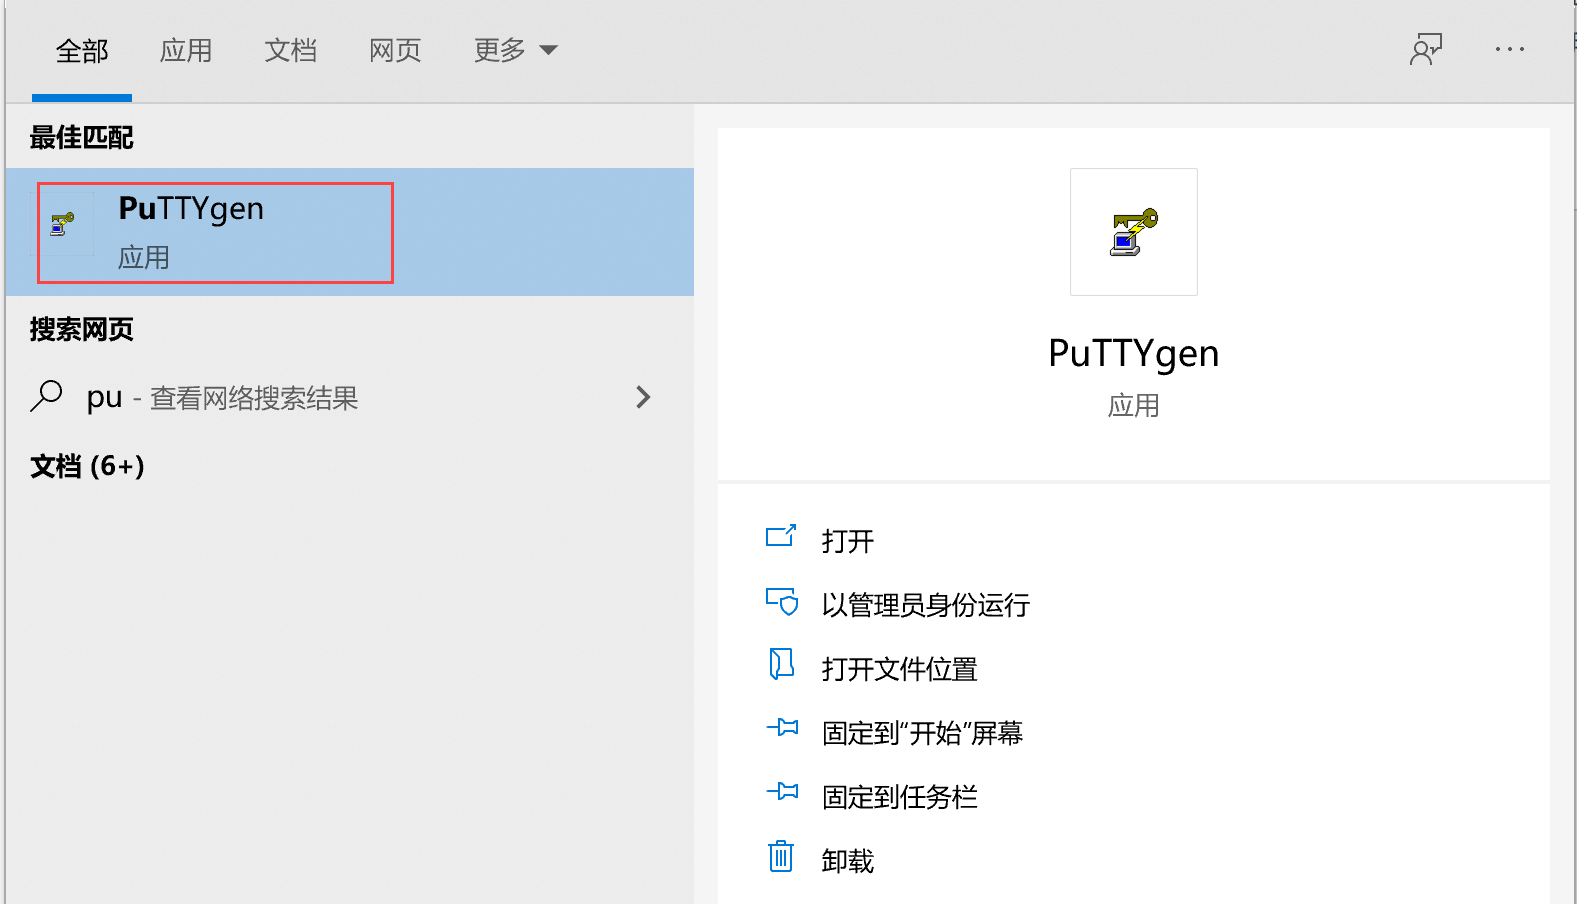 全部 应用 文档 网页 更多
最佳匹配
PuTTYgen
应用
搜索网页
pu - 查看网络搜索结果
文档 (6+)
PuTTYgen
应用
打开
以管理员身份运行
打开文件位置
固定到“开始”屏幕
固定到任务栏
卸载